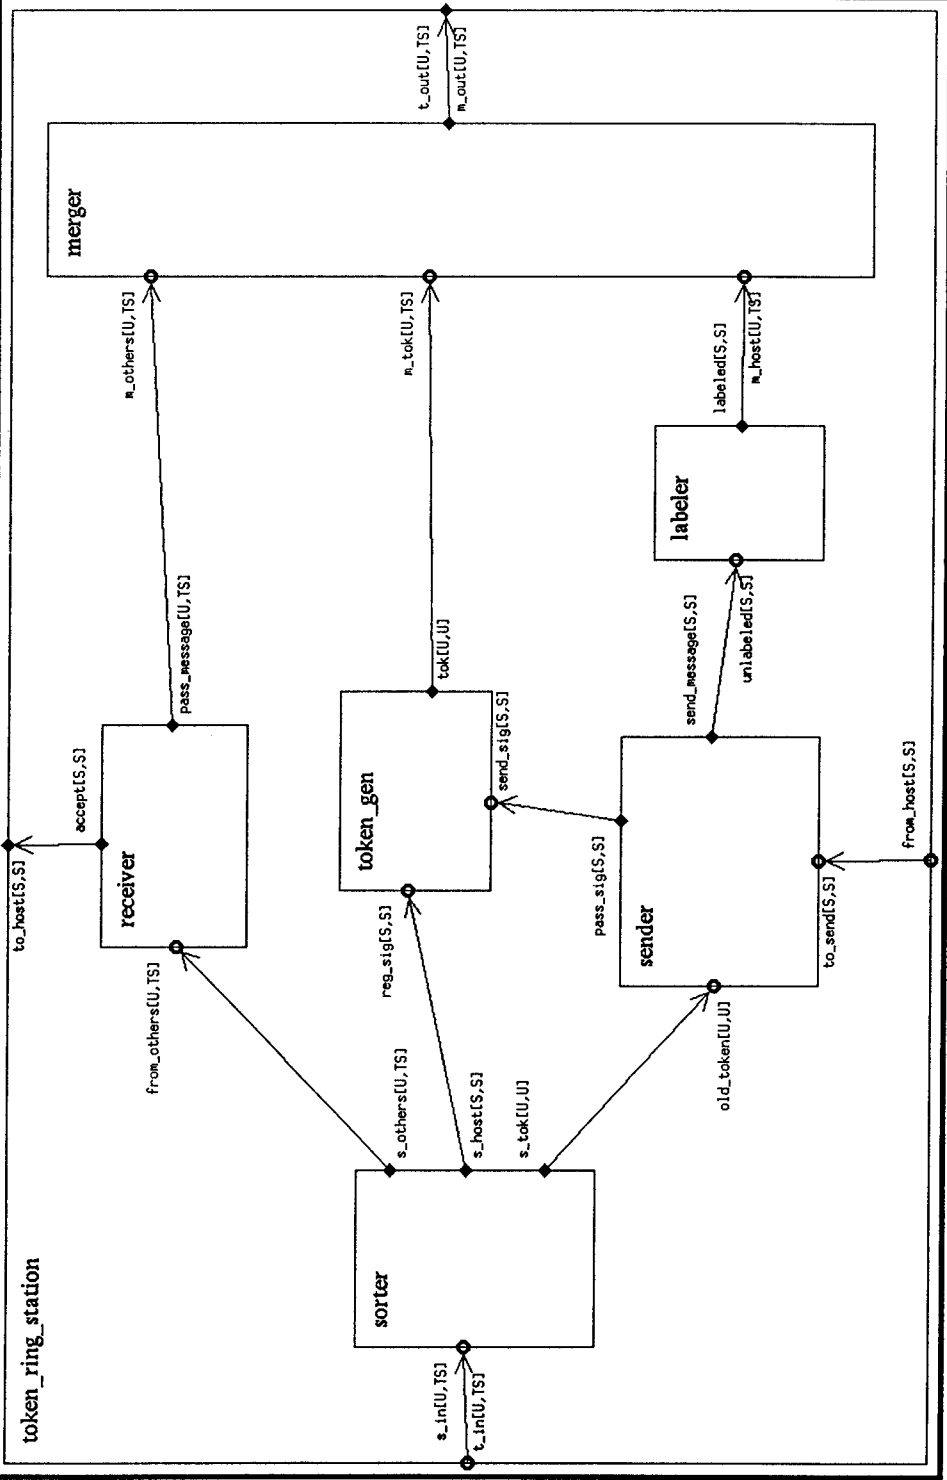 token_ring_station
s_in[U,TS]
t_in[U,TS]
sorter
s_others[U,TS]
s_host[S,S]
s_tok[U,U]
from_others[U,TS]
receiver
to_host[S,S]
accept[S,S]
pass_message[U,TS]
m_others[U,TS]
reg_sig[S,S]
token_gen
send_sig[S,S]
tok[U,U]
m_tok[U,TS]
old_token[U,U]
sender
pass_sig[S,S]
to_send[S,S]
from_host[S,S]
send_message[S,S]
unlabeled[S,S]
labeler
labeled[S,S]
m_host[U,TS]
merger
t_out[U,TS]
m_out[U,TS]